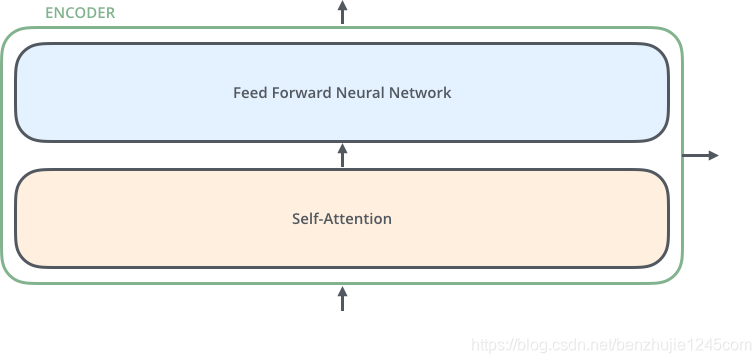 ENCODER
Feed Forward Neural Network
Self-Attention
https://blog.csdn.net/benzhujie1245com